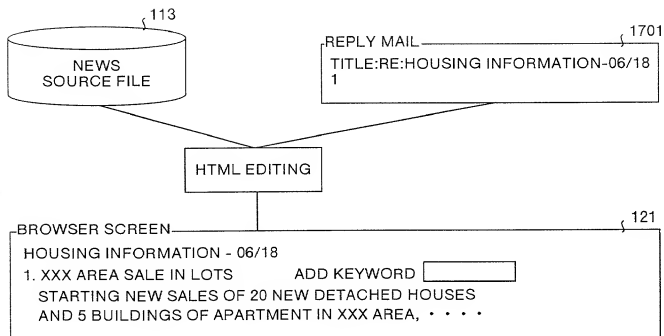 113
NEWS
SOURCE FILE
1701
REPLY MAIL
TITLE:RE:HOUSING INFORMATION-06/18
1
HTML EDITING
121
BROWSER SCREEN
HOUSING INFORMATION - 06/18
1. XXX AREA SALE IN LOTS ADD KEYWORD
STARTING NEW SALES OF 20 NEW DETACHED HOUSES
AND 5 BUILDINGS OF APARTMENT IN XXX AREA, ・・・・